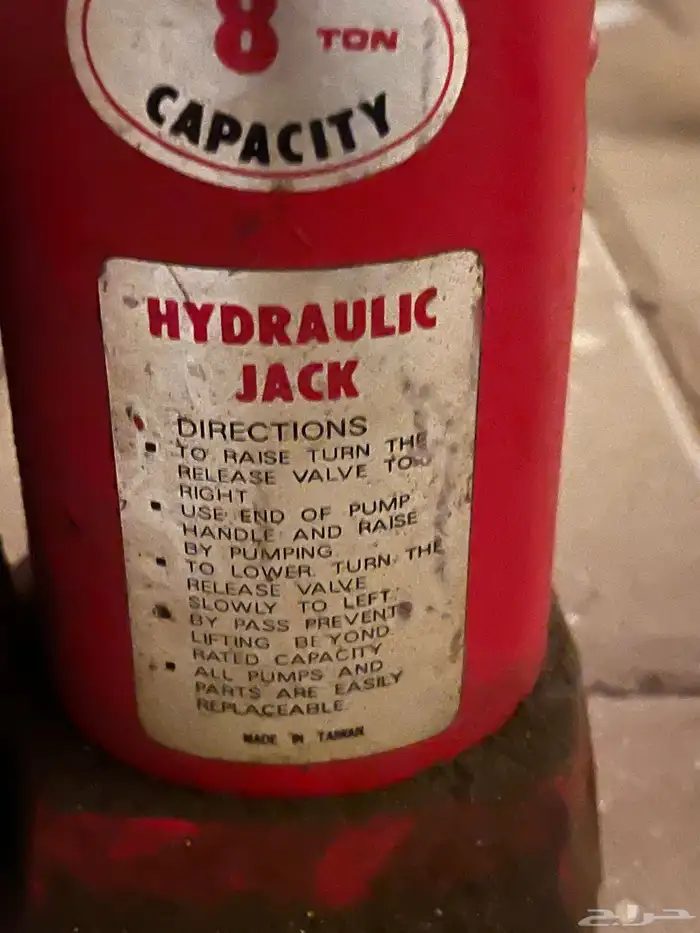 8 TON
CAPACITY
HYDRAULIC
JACK
DIRECTIONS
▪ TO RAISE TURN THE
RELEASE VALVE TO
RIGHT
▪ USE END OF PUMP
HANDLE AND RAISE
BY PUMPING
▪ TO LOWER TURN THE
RELEASE VALVE
SLOWLY TO LEFT.
▪ BY PASS PREVENTS
LIFTING BEYOND
RATED CAPACITY
▪ ALL PUMPS AND
PARTS ARE EASILY
REPLACEABLE
MADE IN TAIWAN
حراج